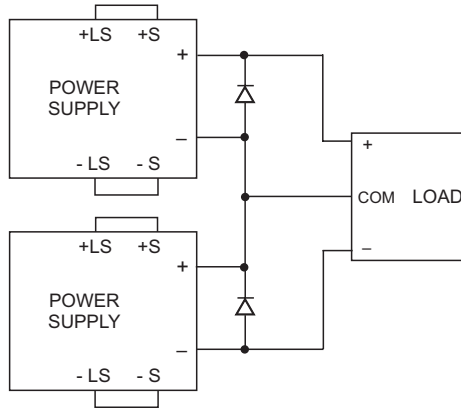 +LS +S
+
POWER
SUPPLY
–
- LS - S
+
COM LOAD
–
+LS +S
+
POWER
SUPPLY
–
- LS - S